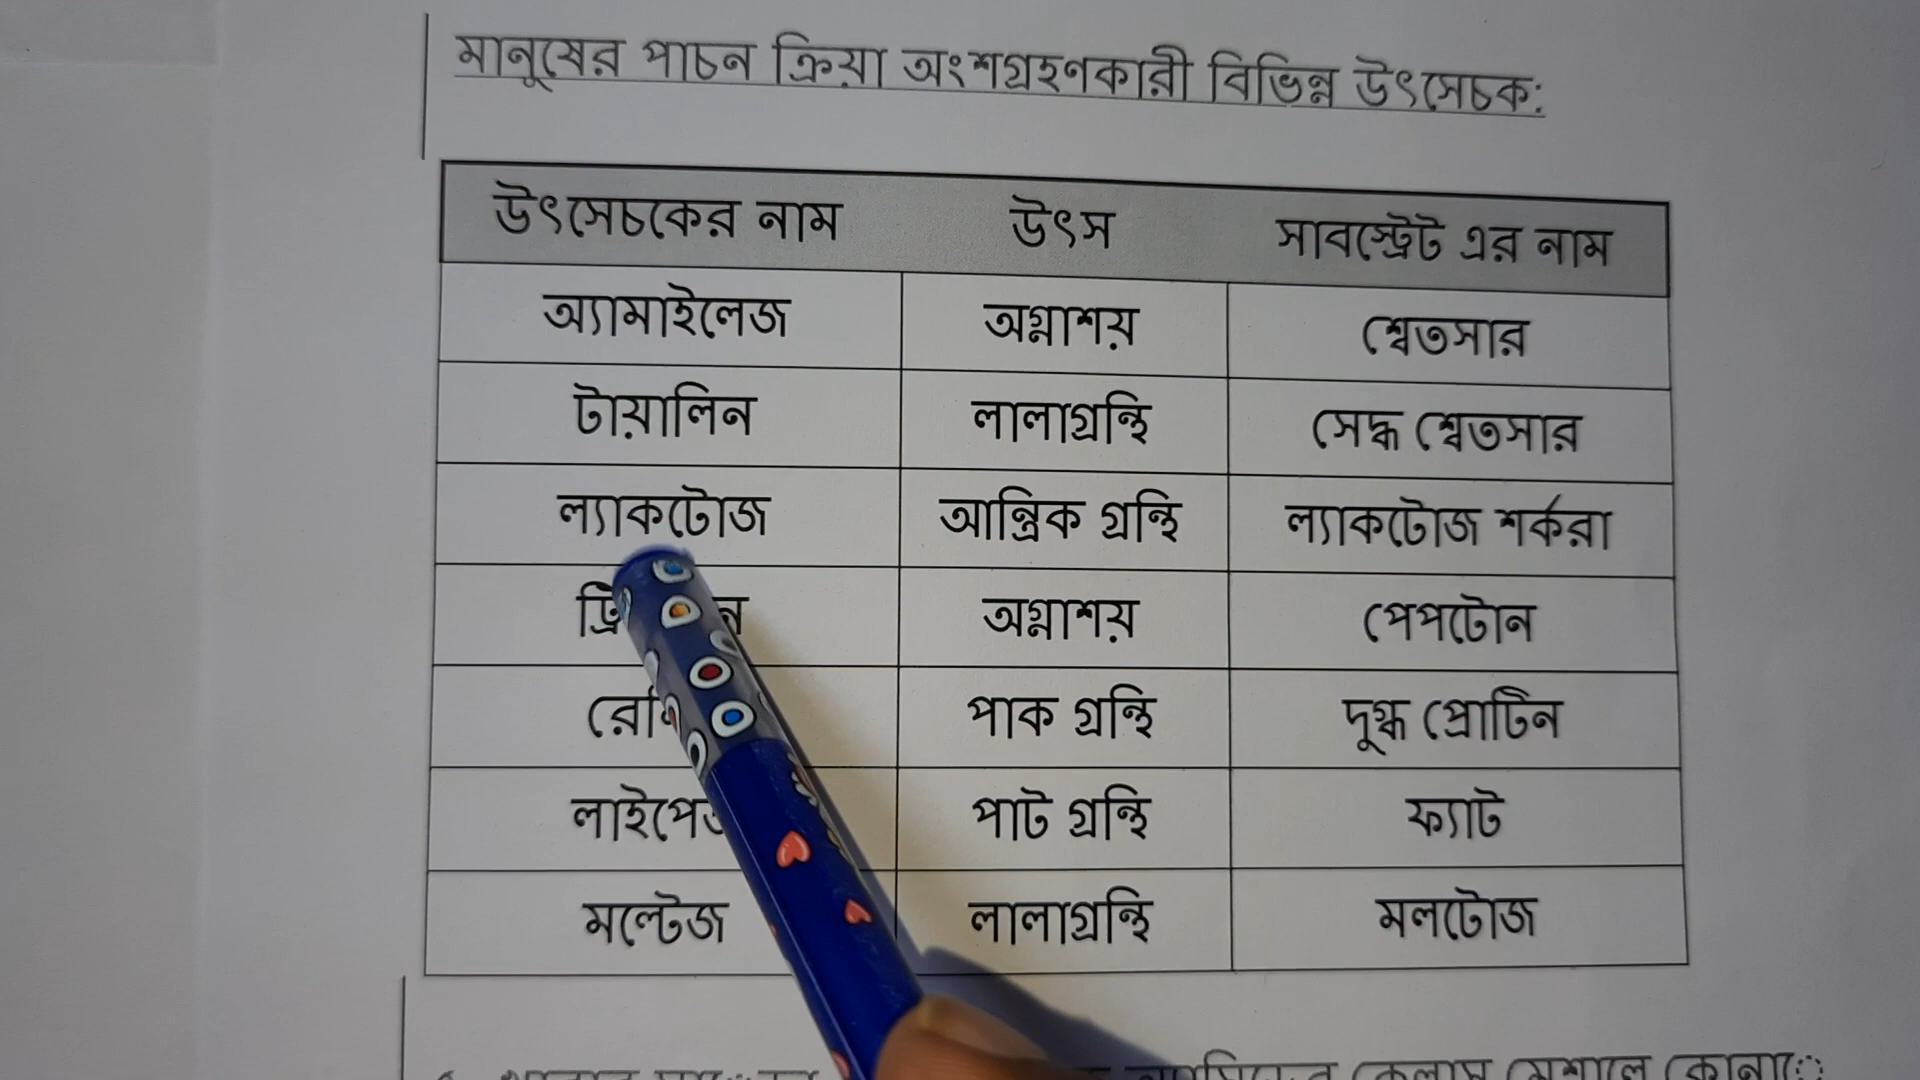 মানুষের পাচন ক্রিয়া অংশগ্রহণকারী বিভিন্ন উৎসেচক:
উৎসেচকের নাম উৎস সাবস্ট্রেট এর নাম
অ্যামাইলেজ অগ্নাশয় শ্বেতসার
টায়ালিন লালাগ্রন্থি সেদ্ধ শ্বেতসার
ল্যাকটোজ আন্ত্রিক গ্রন্থি ল্যাকটোজ শর্করা
অগ্নাশয় পেপটোন
পাক গ্রন্থি দুগ্ধ প্রোটিন
পাট গ্রন্থি ফ্যাট
মল্টেজ লালাগ্রন্থি মলটোজ